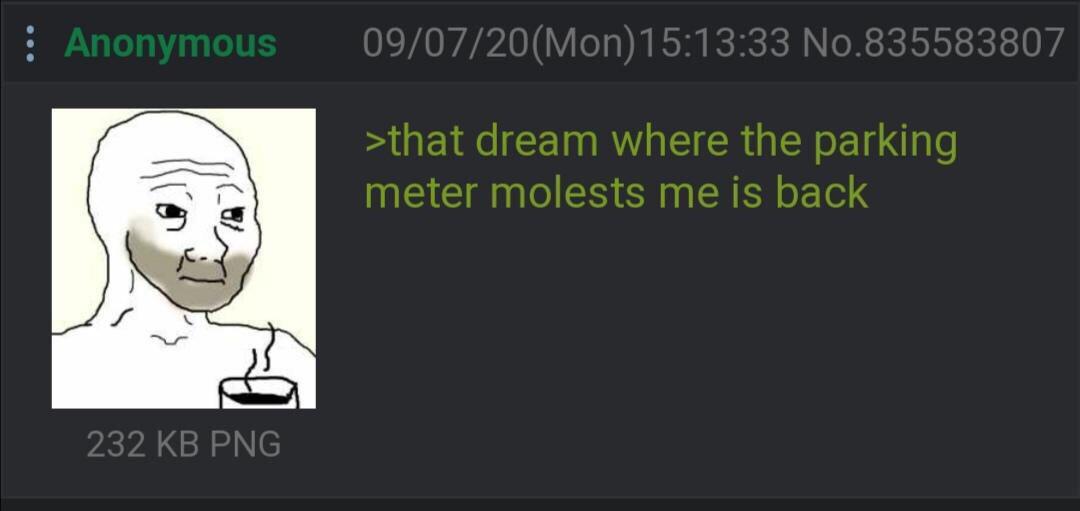 Anonymous 09/07/20(Mon)15:13:33 No.835583807
>that dream where the parking
meter molests me is back
232 KB PNG